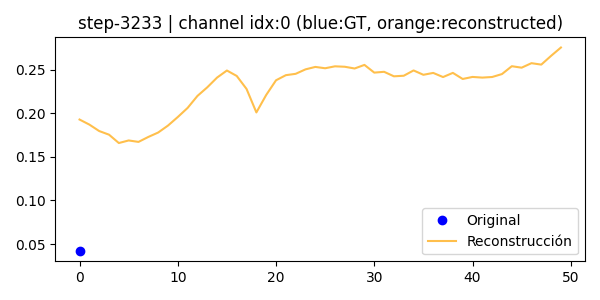 step-3233 | channel idx:0 (blue:GT, orange:reconstructed)
0.25
0.20
0.15
0.10
0.05
Original
Reconstrucción
0 10 20 30 40 50